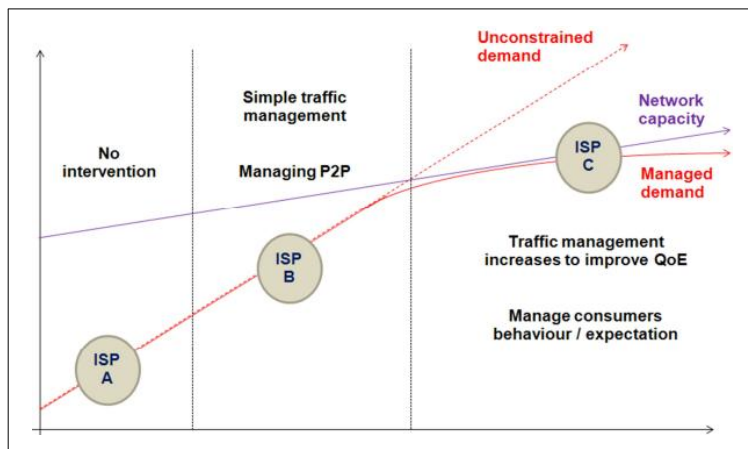 Unconstrained
demand
Simple traffic
management
Network
capacity
No
intervention
Managing P2P
ISP
C
Managed
demand
ISP
B
Traffic management
increases to improve QoE
Manage consumers
behaviour / expectation
ISP
A